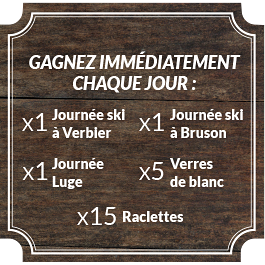 GAGNEZ IMMÉDIATEMENT
CHAQUE JOUR :
x1 Journée ski à Verbier
x1 Journée ski à Bruson
x1 Journée Luge
x5 Verres de blanc
x15 Raclettes